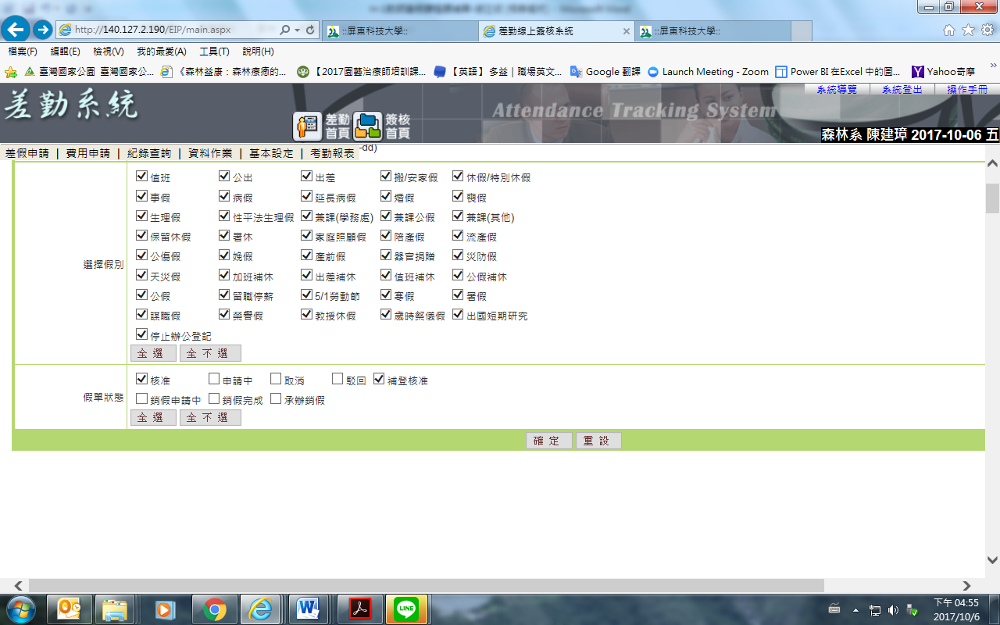 http://140.127.2.190/EIP/main.aspx
::屏東科技大學::
差勤線上簽核系統
::屏東科技大學::
檔案(F) 編輯(E) 檢視(V) 我的最愛(A) 工具(T) 說明(H)
臺灣國家公園 臺灣國家公... 《森林益康：森林療癒的... 【2017園藝治療師培訓課... 【英語】 多益 | 職場英文... Google 翻譯 Launch Meeting - Zoom Power BI 在Excel 中的圖... Yahoo奇摩
差勤系統
差勤首頁
簽核首頁
Attendance Tracking System
系統導覽 系統登出 操作手冊
森林系 陳建璋 2017-10-06 五
差假申請 | 費用申請 | 紀錄查詢 | 資料作業 | 基本設定 | 考勤報表
-dd)
選擇假別
值班 公出 出差 搬/安家假 休假/特別休假
事假 病假 延長病假 婚假 喪假
生理假 性平法生理假 兼課(學務處) 兼課公假 兼課(其他)
保留休假 署休 家庭照顧假 陪產假 流產假
公傷假 娩假 產前假 器官捐贈 災防假
天災假 加班補休 出差補休 值班補休 公假補休
公假 留職停薪 5/1勞動節 寒假 暑假
謀職假 榮譽假 教授休假 歲時祭儀假 出國短期研究
停止辦公登記
全 選 全 不 選
假單狀態
核准 申請中 取消 駁回 補登核准
銷假申請中 銷假完成 承辦銷假
全 選 全 不 選
確 定 重 設
LINE
下午 04:55
2017/10/6